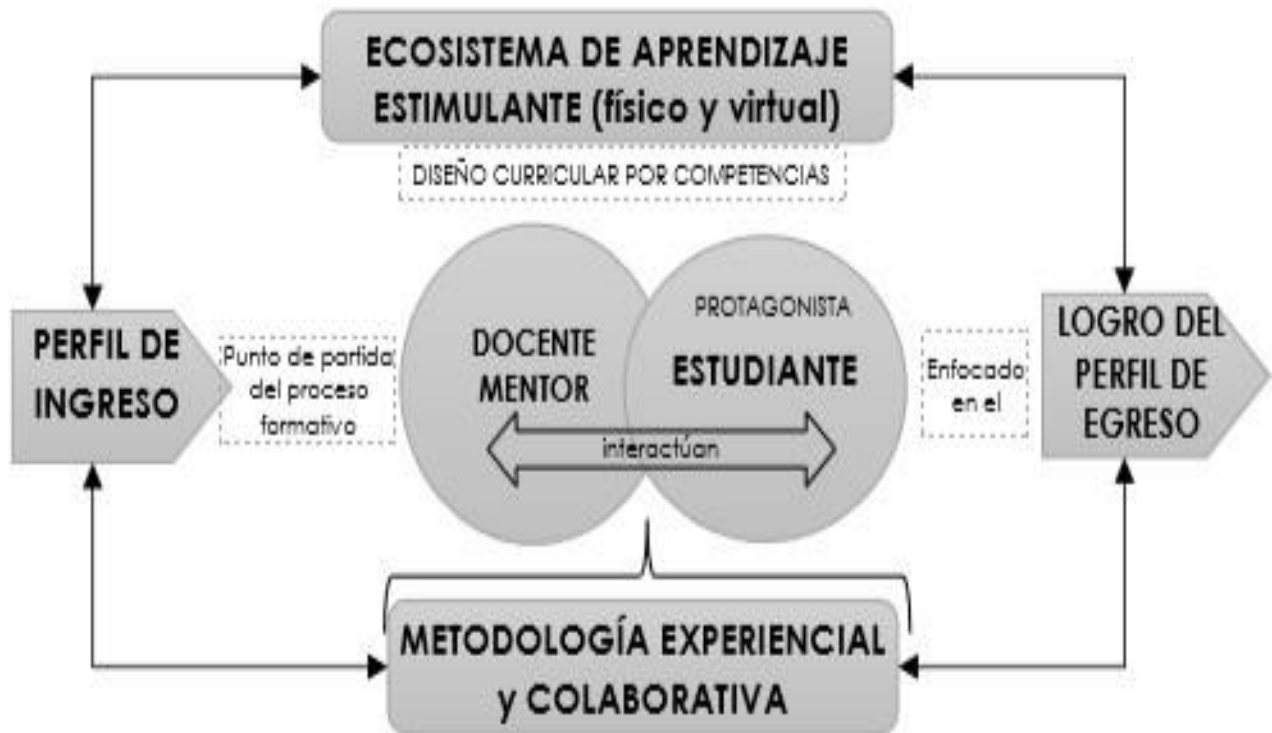 ECOSISTEMA DE APRENDIZAJE
ESTIMULANTE (físico y virtual)
DISEÑO CURRICULAR POR COMPETENCIAS
PERFIL DE
INGRESO
Punto de partida
del proceso
formativo
DOCENTE
MENTOR
PROTAGONISTA
ESTUDIANTE
interactúan
Enfocado
en el
LOGRO DEL
PERFIL DE
EGRESO
METODOLOGÍA EXPERIENCIAL
y COLABORATIVA